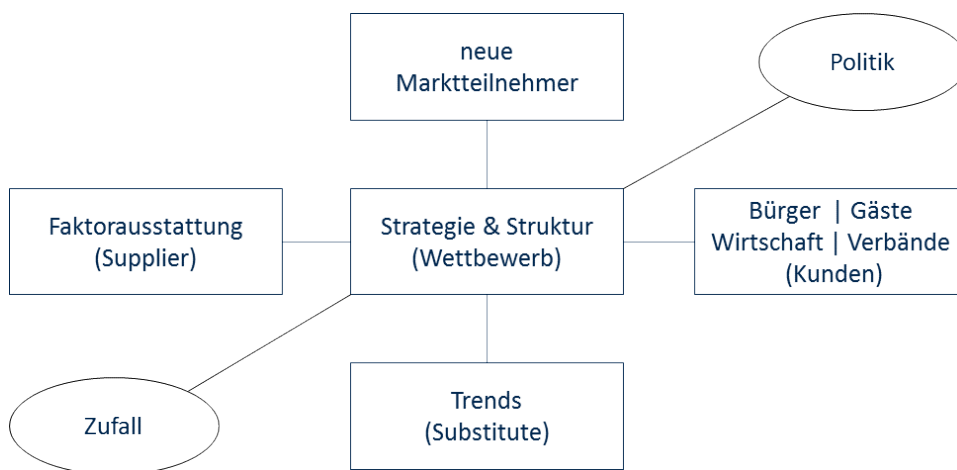 neue
Marktteilnehmer
Politik
Faktorausstattung
(Supplier)
Strategie & Struktur
(Wettbewerb)
Bürger | Gäste
Wirtschaft | Verbände
(Kunden)
Zufall
Trends
(Substitute)